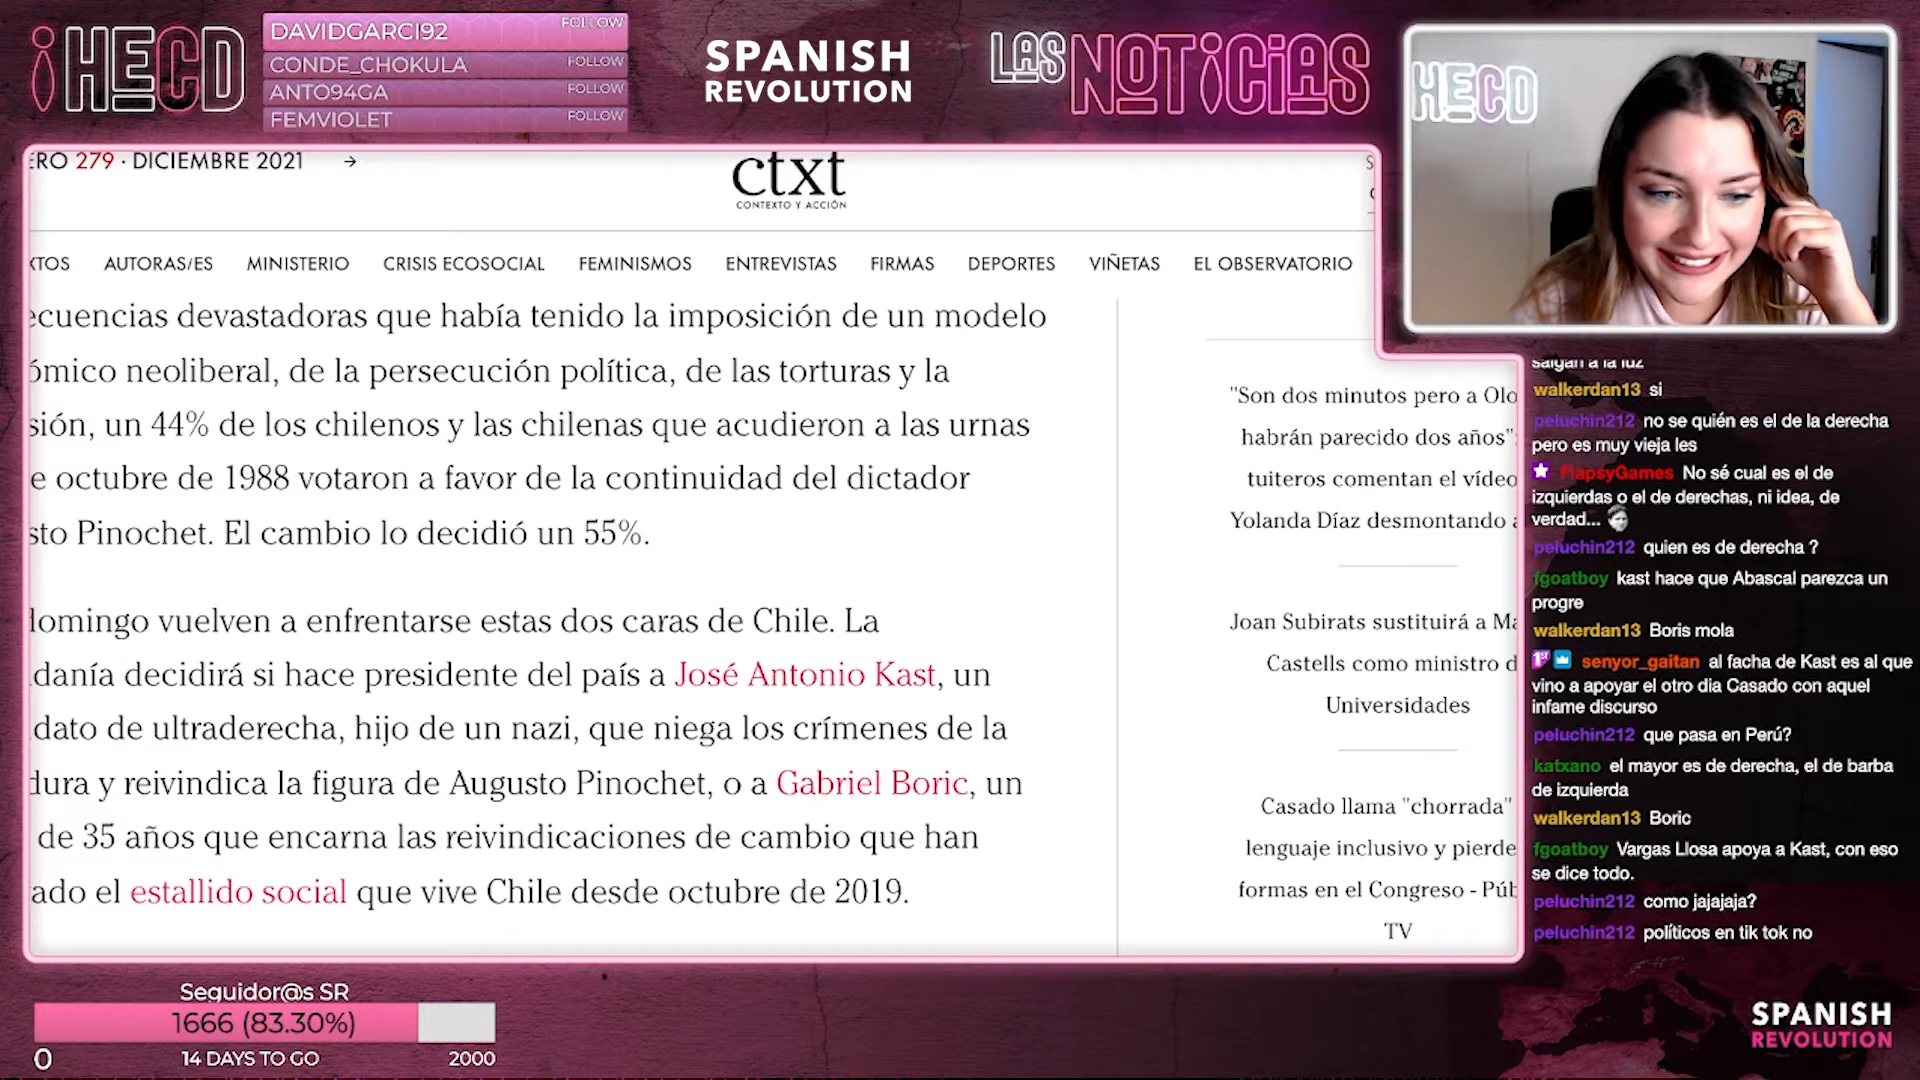 HECD
DAVIDGARCI92 FOLLOW
CONDE_CHOKULA FOLLOW
ANTO94GA FOLLOW
FEMVIOLET FOLLOW
SPANISH
REVOLUTION
LAS NOTICIAS
HECD
ERO 279 · DICIEMBRE 2021 →
ctxt
CONTEXTO Y ACCIÓN
XTOS AUTORAS/ES MINISTERIO CRISIS ECOSOCIAL FEMINISMOS ENTREVISTAS FIRMAS DEPORTES VIÑETAS EL OBSERVATORIO
ecuencias devastadoras que había tenido la imposición de un modelo
ómico neoliberal, de la persecución política, de las torturas y la
sión, un 44% de los chilenos y las chilenas que acudieron a las urnas
e octubre de 1988 votaron a favor de la continuidad del dictador
sto Pinochet. El cambio lo decidió un 55%.
domingo vuelven a enfrentarse estas dos caras de Chile. La
danía decidirá si hace presidente del país a José Antonio Kast, un
dato de ultraderecha, hijo de un nazi, que niega los crímenes de la
dura y reivindica la figura de Augusto Pinochet, o a Gabriel Boric, un
de 35 años que encarna las reivindicaciones de cambio que han
ado el estallido social que vive Chile desde octubre de 2019.
"Son dos minutos pero a Olo
habrán parecido dos años":
tuiteros comentan el vídeo
Yolanda Díaz desmontando a
Joan Subirats sustituirá a Ma
Castells como ministro d
Universidades
Casado llama "chorrada"
lenguaje inclusivo y pierde
formas en el Congreso - Púb
TV
salgan a la luz
walkerdan13 si
peluchin212 no se quién es el de la derecha
pero es muy vieja les
FlapsyGames No sé cual es el de
izquierdas o el de derechas, ni idea, de
verdad...
peluchin212 quien es de derecha ?
fgoatboy kast hace que Abascal parezca un
progre
walkerdan13 Boris mola
1st senyor_gaitan al facha de Kast es al que
vino a apoyar el otro dia Casado con aquel
infame discurso
peluchin212 que pasa en Perú?
katxano el mayor es de derecha, el de barba
de izquierda
walkerdan13 Boric
fgoatboy Vargas Llosa apoya a Kast, con eso
se dice todo.
peluchin212 como jajajaja?
peluchin212 políticos en tik tok no
Seguidor@s SR
1666 (83.30%)
0 14 DAYS TO GO 2000
SPANISH
REVOLUTION